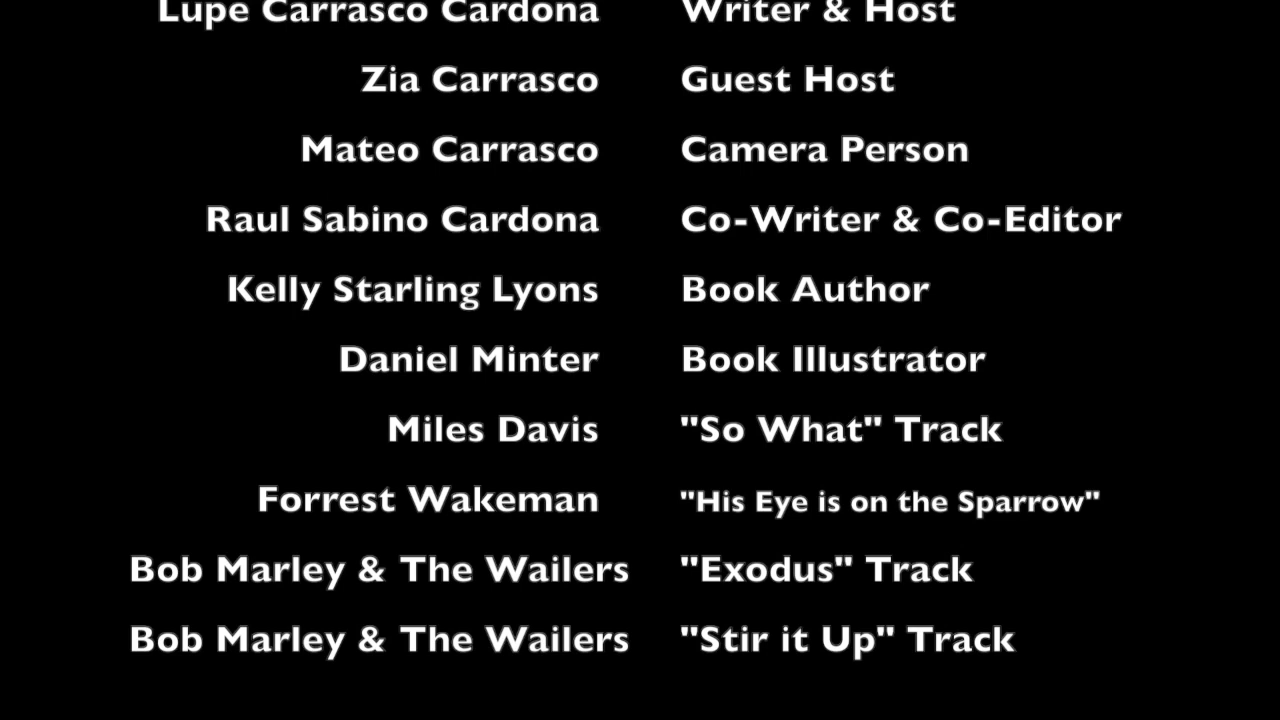 Lupe Carrasco Cardona Writer & Host
Zia Carrasco Guest Host
Mateo Carrasco Camera Person
Raul Sabino Cardona Co-Writer & Co-Editor
Kelly Starling Lyons Book Author
Daniel Minter Book Illustrator
Miles Davis "So What" Track
Forrest Wakeman "His Eye is on the Sparrow"
Bob Marley & The Wailers "Exodus" Track
Bob Marley & The Wailers "Stir it Up" Track